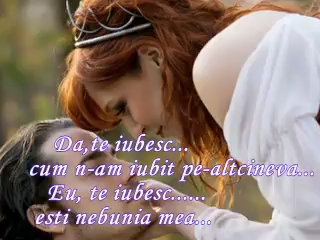 Da,te iubesc...
cum n-am iubit pe-altcineva...
Eu, te iubesc......
esti nebunia mea...